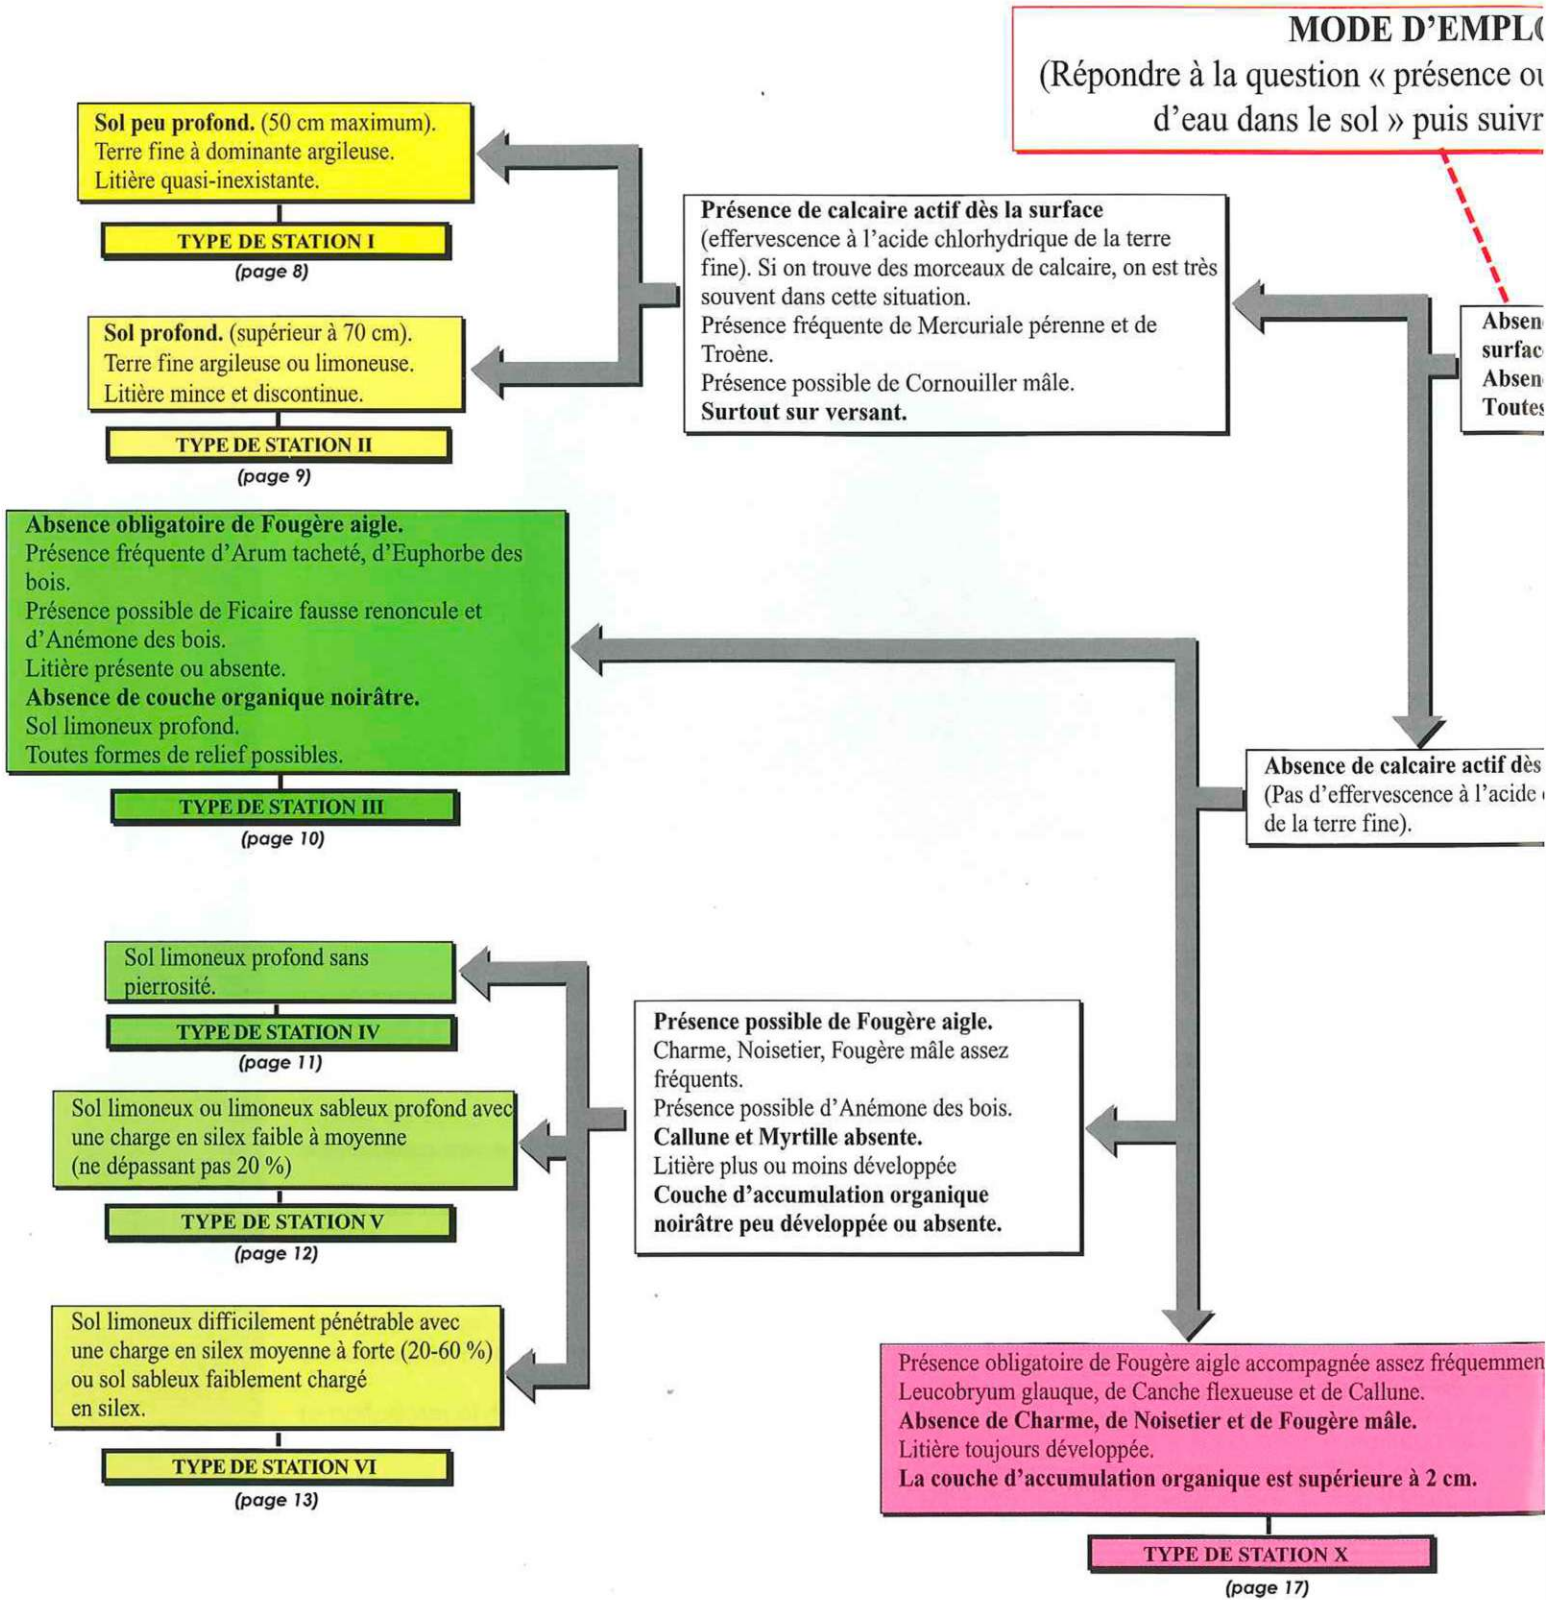 MODE D'EMPL
(Répondre à la question « présence ou
d'eau dans le sol » puis suivr
Sol peu profond. (50 cm maximum).
Terre fine à dominante argileuse.
Litière quasi-inexistante.
TYPE DE STATION I
(page 8)
Sol profond. (supérieur à 70 cm).
Terre fine argileuse ou limoneuse.
Litière mince et discontinue.
TYPE DE STATION II
(page 9)
Présence de calcaire actif dès la surface
(effervescence à l'acide chlorhydrique de la terre
fine). Si on trouve des morceaux de calcaire, on est très
souvent dans cette situation.
Présence fréquente de Mercuriale pérenne et de
Troène.
Présence possible de Cornouiller mâle.
Surtout sur versant.
Absen
surfac
Absen
Toutes
Absence obligatoire de Fougère aigle.
Présence fréquente d'Arum tacheté, d'Euphorbe des
bois.
Présence possible de Ficaire fausse renoncule et
d'Anémone des bois.
Litière présente ou absente.
Absence de couche organique noirâtre.
Sol limoneux profond.
Toutes formes de relief possibles.
TYPE DE STATION III
(page 10)
Absence de calcaire actif dès
(Pas d'effervescence à l'acide
de la terre fine).
Sol limoneux profond sans
pierrosité.
TYPE DE STATION IV
(page 11)
Sol limoneux ou limoneux sableux profond avec
une charge en silex faible à moyenne
(ne dépassant pas 20 %)
TYPE DE STATION V
(page 12)
Sol limoneux difficilement pénétrable avec
une charge en silex moyenne à forte (20-60 %)
ou sol sableux faiblement chargé
en silex.
TYPE DE STATION VI
(page 13)
Présence possible de Fougère aigle.
Charme, Noisetier, Fougère mâle assez
fréquents.
Présence possible d'Anémone des bois.
Callune et Myrtille absente.
Litière plus ou moins développée
Couche d'accumulation organique
noirâtre peu développée ou absente.
Présence obligatoire de Fougère aigle accompagnée assez fréquemmen
Leucobryum glauque, de Canche flexueuse et de Callune.
Absence de Charme, de Noisetier et de Fougère mâle.
Litière toujours développée.
La couche d'accumulation organique est supérieure à 2 cm.
TYPE DE STATION X
(page 17)